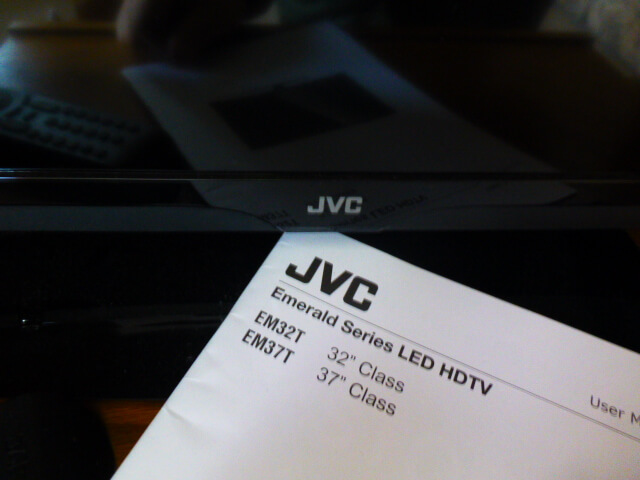 JVC
JVC
Emerald Series LED HDTV
EM32T 32" Class
EM37T 37" Class
User M